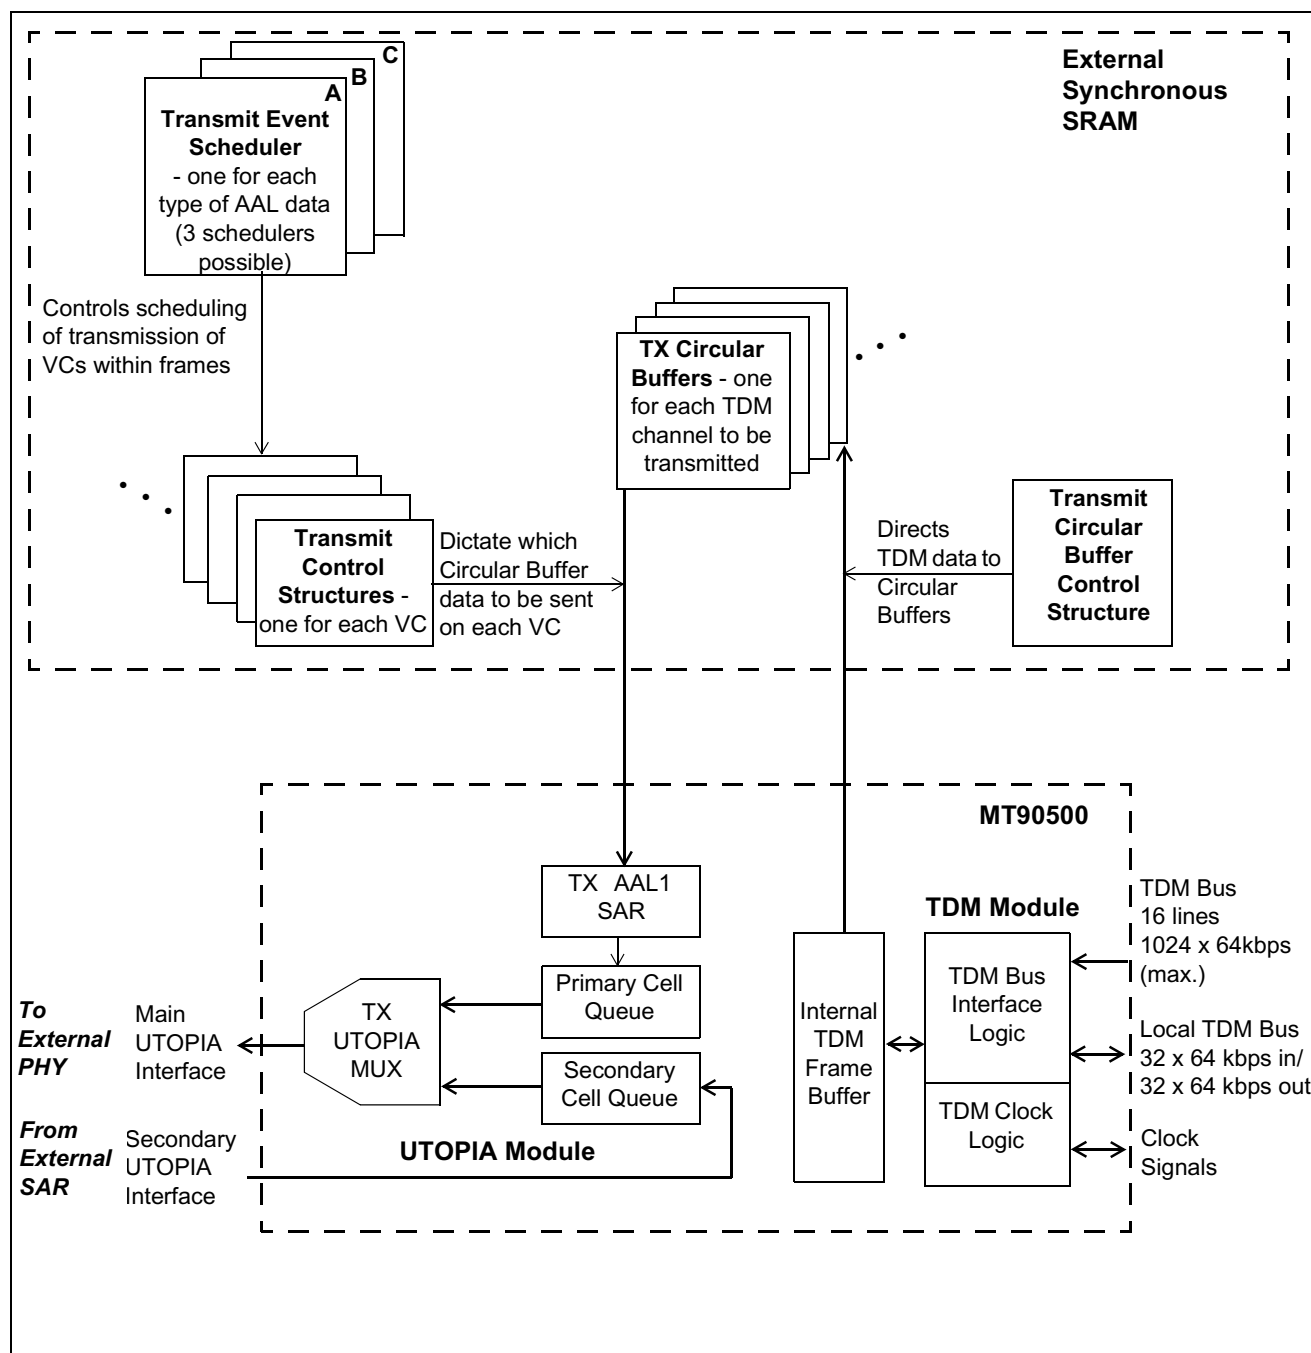 C
B
A
Transmit Event
Scheduler
- one for each
type of AAL data
(3 schedulers
possible)
External
Synchronous
SRAM
Controls scheduling
of transmission of
VCs within frames
TX Circular
Buffers - one
for each TDM
channel to be
transmitted
Transmit
Control
Structures -
one for each VC
Dictate which
Circular Buffer
data to be sent
on each VC
Directs
TDM data to
Circular
Buffers
Transmit
Circular
Buffer
Control
Structure
MT90500
TX AAL1
SAR
Primary Cell
Queue
TX
UTOPIA
MUX
Secondary
Cell Queue
UTOPIA Module
To
External
PHY
Main
UTOPIA
Interface
From
External
SAR
Secondary
UTOPIA
Interface
Internal
TDM
Frame
Buffer
TDM Module
TDM Bus
Interface
Logic
TDM Clock
Logic
TDM Bus
16 lines
1024 x 64kbps
(max.)
Local TDM Bus
32 x 64 kbps in/
32 x 64 kbps out
Clock
Signals